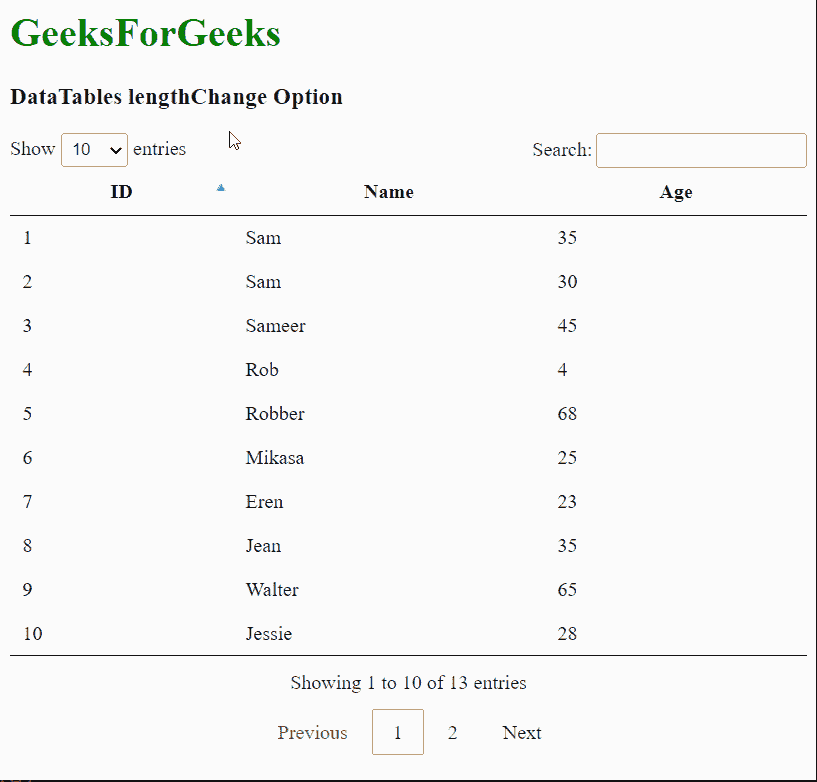 GeeksForGeeks
DataTables lengthChange Option
Show 10 entries Search:
ID Name Age
1 Sam 35
2 Sam 30
3 Sameer 45
4 Rob 4
5 Robber 68
6 Mikasa 25
7 Eren 23
8 Jean 35
9 Walter 65
10 Jessie 28
Showing 1 to 10 of 13 entries
Previous 1 2 Next